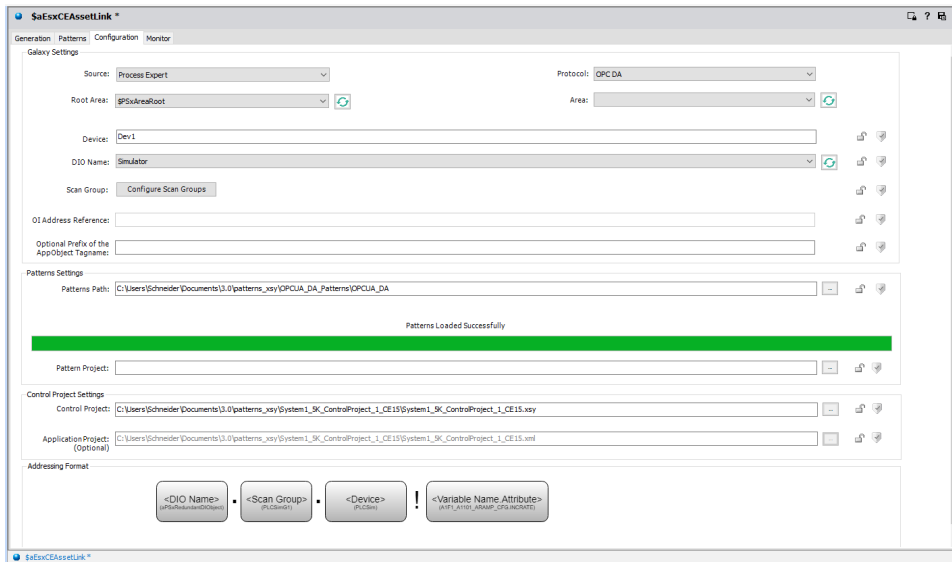 $aEsxCEAssetLink *
?
Generation Patterns Configuration Monitor
Galaxy Settings
Source: Process Expert Protocol: OPC DA
Root Area: $PSxAreaRoot Area:
Device: Dev1
DIO Name: Simulator
Scan Group: Configure Scan Groups
OI Address Reference:
Optional Prefix of the
AppObject Tagname:
Patterns Settings
Patterns Path: C:\Users\Schneider\Documents\3.0\patterns_xsy\OPCUA_DA_Patterns\OPCUA_DA ...
Patterns Loaded Successfully
Pattern Project: ...
Control Project Settings
Control Project: C:\Users\Schneider\Documents\3.0\patterns_xsy\System1_5K_ControlProject_1_CE15\System1_5K_ControlProject_1_CE15.xsy ...
Application Project: C:\Users\Schneider\Documents\3.0\patterns_xsy\System1_5K_ControlProject_1_CE15\System1_5K_ControlProject_1_CE15.xml ...
(Optional)
Addressing Format
<DIO Name> . <Scan Group> . <Device> ! <Variable Name.Attribute>
(aPSxRedundantDIObject) (PLCSimG1) (PLCSim) (A1F1_A1101_ARAMP_CFG.INCRATE)
$aEsxCEAssetLink *